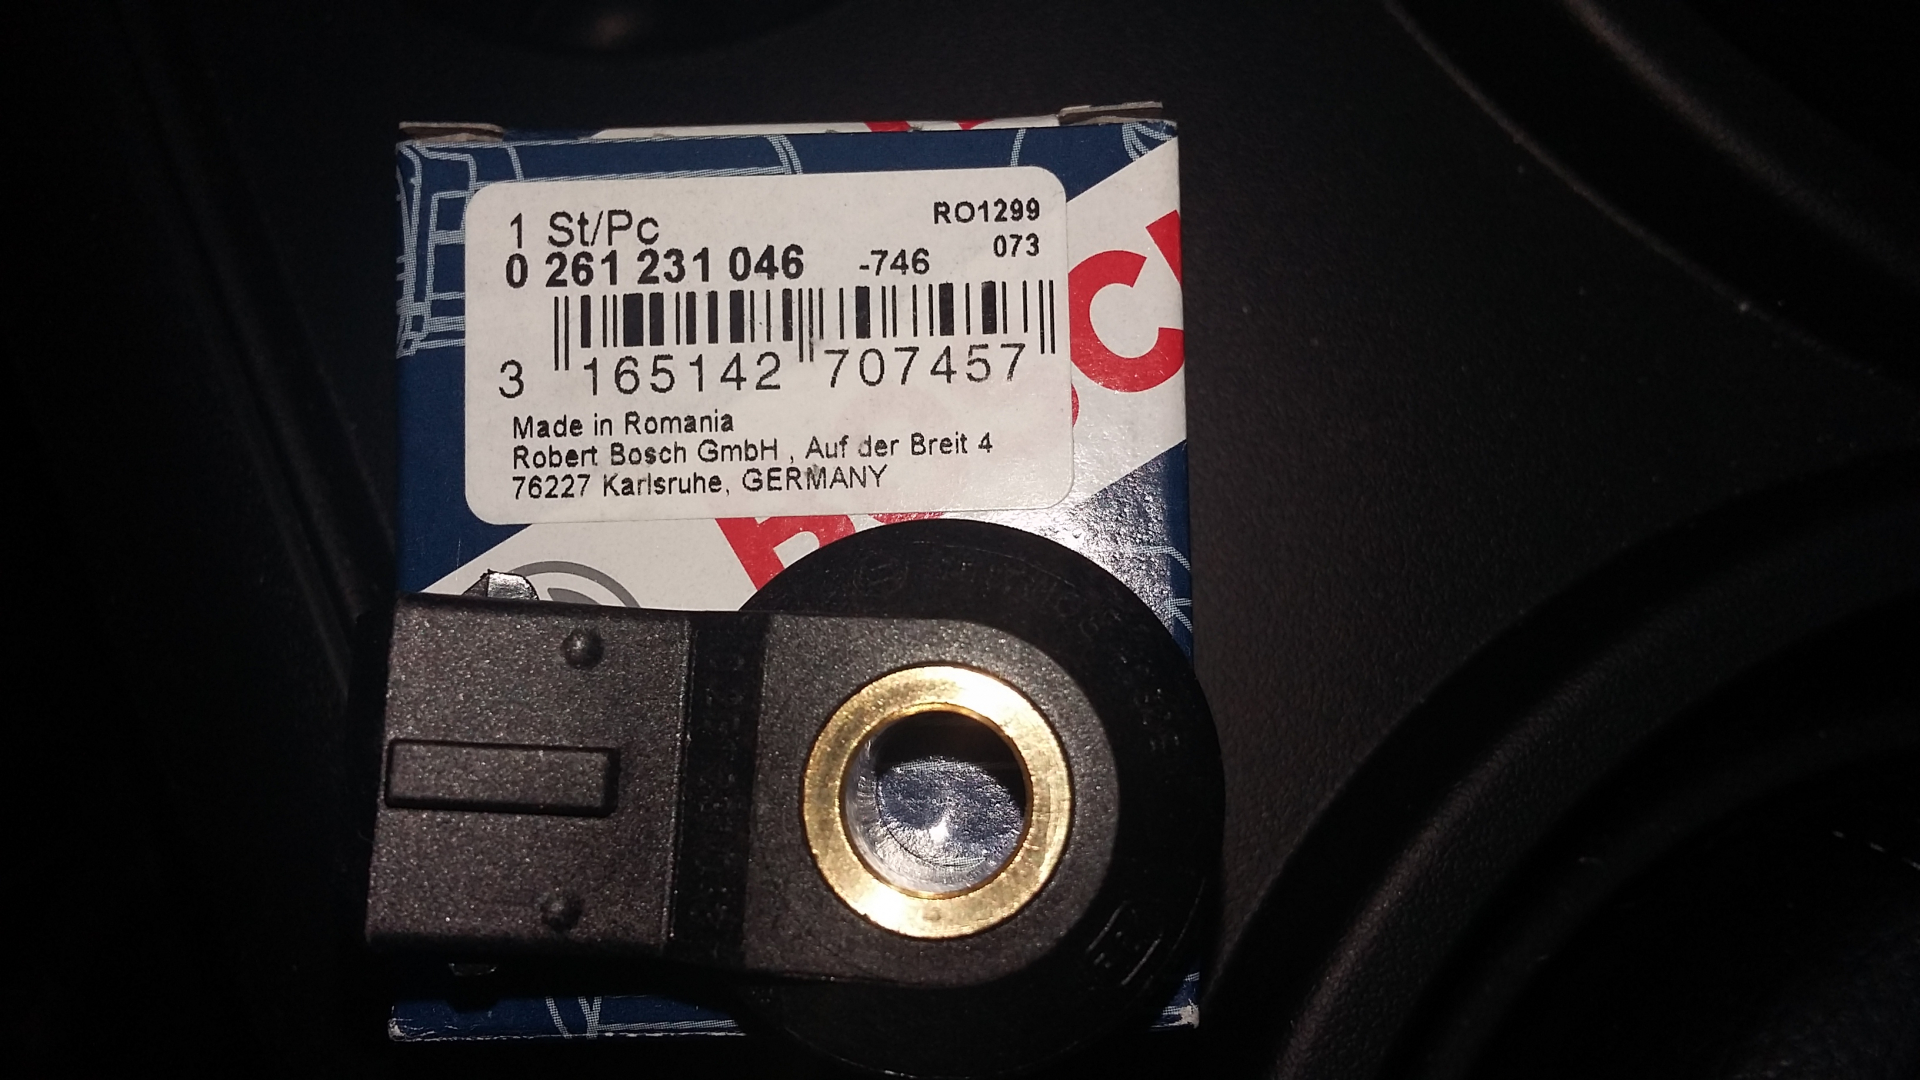 1 St/Pc
RO1299
073
0 261 231 046 -746
3 165142 707457
Made in Romania
Robert Bosch GmbH , Auf der Breit 4
76227 Karlsruhe, GERMANY